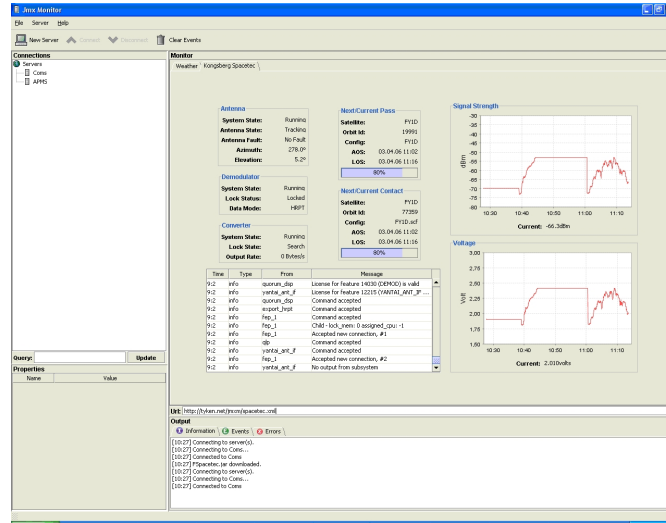 Jmx Monitor
File Server Help
New Server Connect Disconnect Clear Events
Connections
Servers
Coms
APMS
Query: Update
Properties
Name Value
Monitor
Weather Kongsberg Spacetec
Antenna
System State: Running
Antenna State: Tracking
Antenna Fault: No Fault
Azimuth: 278.0º
Elevation: 5.2º
Demodulator
System State: Running
Lock Status: Locked
Data Mode: HRPT
Converter
System State: Running
Lock State: Search
Output Rate: 0 Bytes/s
Next/Current Pass
Satellite: FY1D
Orbit Id: 19991
Config: FY1D
AOS: 03.04.06 11:02
LOS: 03.04.06 11:16
80%
Next/Current Contact
Satellite: FY1D
Orbit Id: 77359
Config: FY1D.scf
AOS: 03.04.06 11:02
LOS: 03.04.06 11:16
80%
Signal Strength
-30
-35
-40
-45
-50
-55
-60
-65
-70
-75
-80
dBm
10:30 10:40 10:50 11:00 11:10
Current: -66.3dBm
Voltage
3,00
2,75
2,50
2,25
2,00
1,75
1,50
Volt
10:30 10:40 10:50 11:00 11:10
Current: 2.010volts
Time Type From Message
9:2 info quorum_dsp License for feature 14030 (DEMOD) is valid
9:2 info yantai_ant_if License for feature 12215 (YANTAI_ANT_IF ...
9:2 info quorum_dsp Command accepted
9:2 info export_hrpt Command accepted
9:2 info fep_1 Command accepted
9:2 info fep_1 Child - lock_mem: 0 assigned_cpu: -1
9:2 info fep_1 Accepted new connection, #1
9:2 info qlp Command accepted
9:2 info yantai_ant_if Command accepted
9:2 info fep_1 Accepted new connection, #2
9:2 info yantai_ant_if No output from subsystem
Url: http://tyken.net/jmxm/spacetec.xml
Output
Information Events Errors
[10:27] Connecting to server(s).
[10:27] Connecting to Coms...
[10:27] Connected to Coms
[10:27] FSpacetec.jar downloaded.
[10:27] Connecting to server(s).
[10:27] Connecting to Coms...
[10:27] Connected to Coms